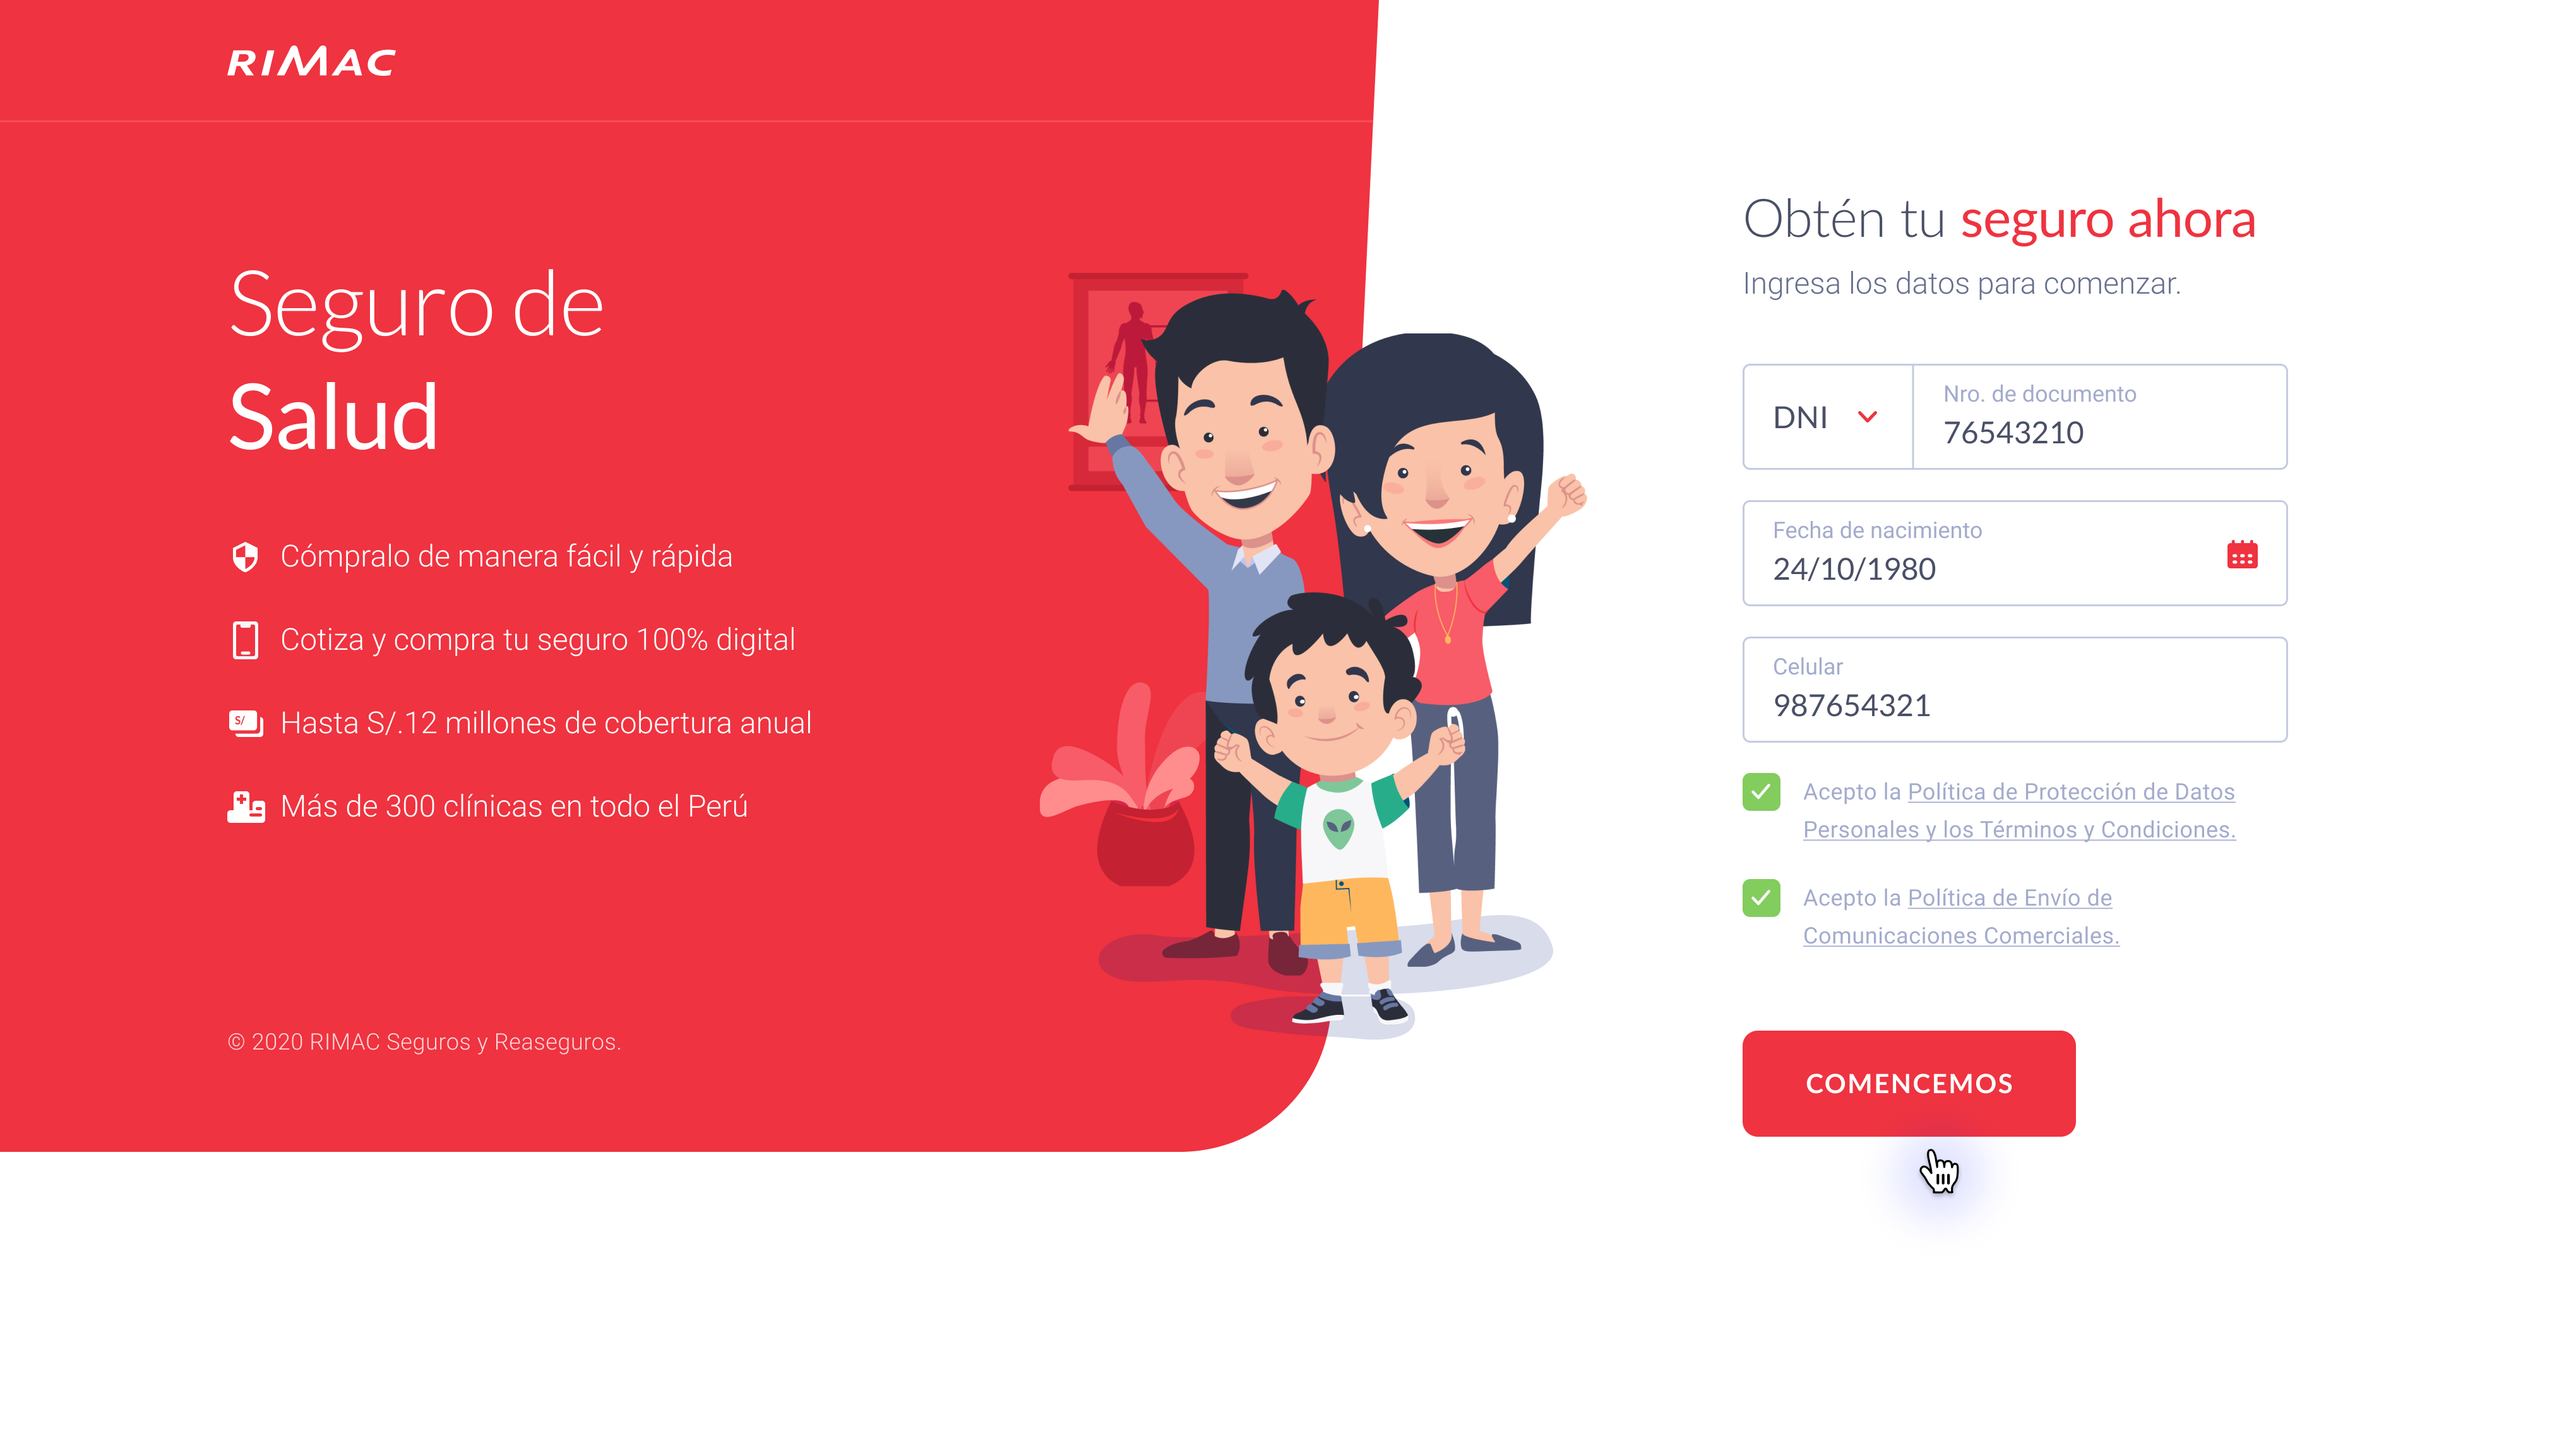 RIMAC
Seguro de
Salud
Cómpralo de manera fácil y rápida
Cotiza y compra tu seguro 100% digital
S/
Hasta S/.12 millones de cobertura anual
Más de 300 clínicas en todo el Perú
© 2020 RIMAC Seguros y Reaseguros.
Obtén tu seguro ahora
Ingresa los datos para comenzar.
DNI
Nro. de documento
76543210
Fecha de nacimiento
24/10/1980
Celular
987654321
Acepto la Política de Protección de Datos
Personales y los Términos y Condiciones.
Acepto la Política de Envío de
Comunicaciones Comerciales.
COMENCEMOS